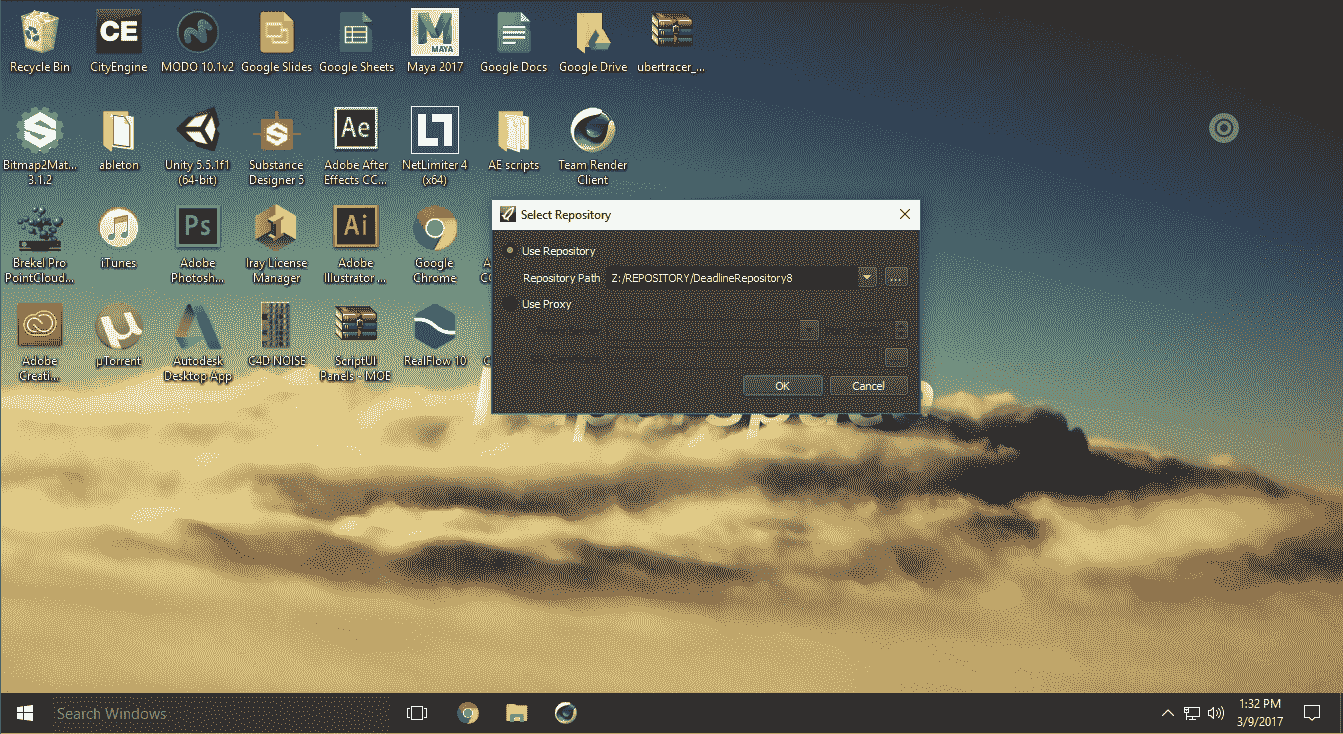 CE
MAYA
Recycle Bin
CityEngine
MODO 10.1v2
Google Slides
Google Sheets
Maya 2017
Google Docs
Google Drive
ubertracer_...
Ae
Bitmap2Mat...
3.1.2
ableton
Unity 5.5.1f1
(64-bit)
Substance
Designer 5
Adobe After
Effects CC...
NetLimiter 4
(x64)
AE scripts
Team Render
Client
Ps
Ai
Brekel Pro
PointCloud...
iTunes
Adobe
Photosh...
Iray License
Manager
Adobe
Illustrator ...
Google
Chrome
Adobe
Creati...
µTorrent
Autodesk
Desktop App
C4D NOISE
ScriptUI
Panels - MOE
RealFlow 10
Select Repository
Use Repository
Repository Path
Z:/REPOSITORY/DeadlineRepository8
...
Use Proxy
OK
Cancel
Search Windows
1:32 PM
3/9/2017